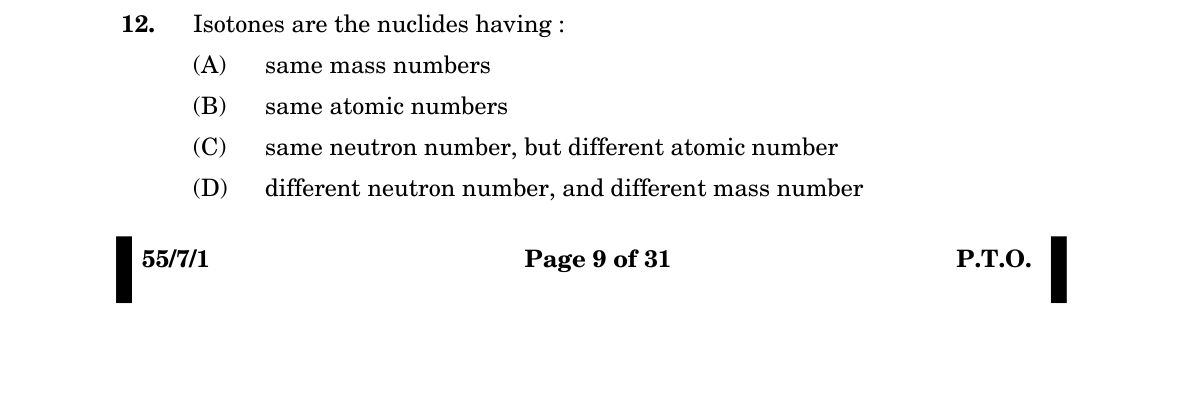 12. Isotones are the nuclides having :
(A) same mass numbers
(B) same atomic numbers
(C) same neutron number, but different atomic number
(D) different neutron number, and different mass number
55/7/1 Page 9 of 31 P.T.O.